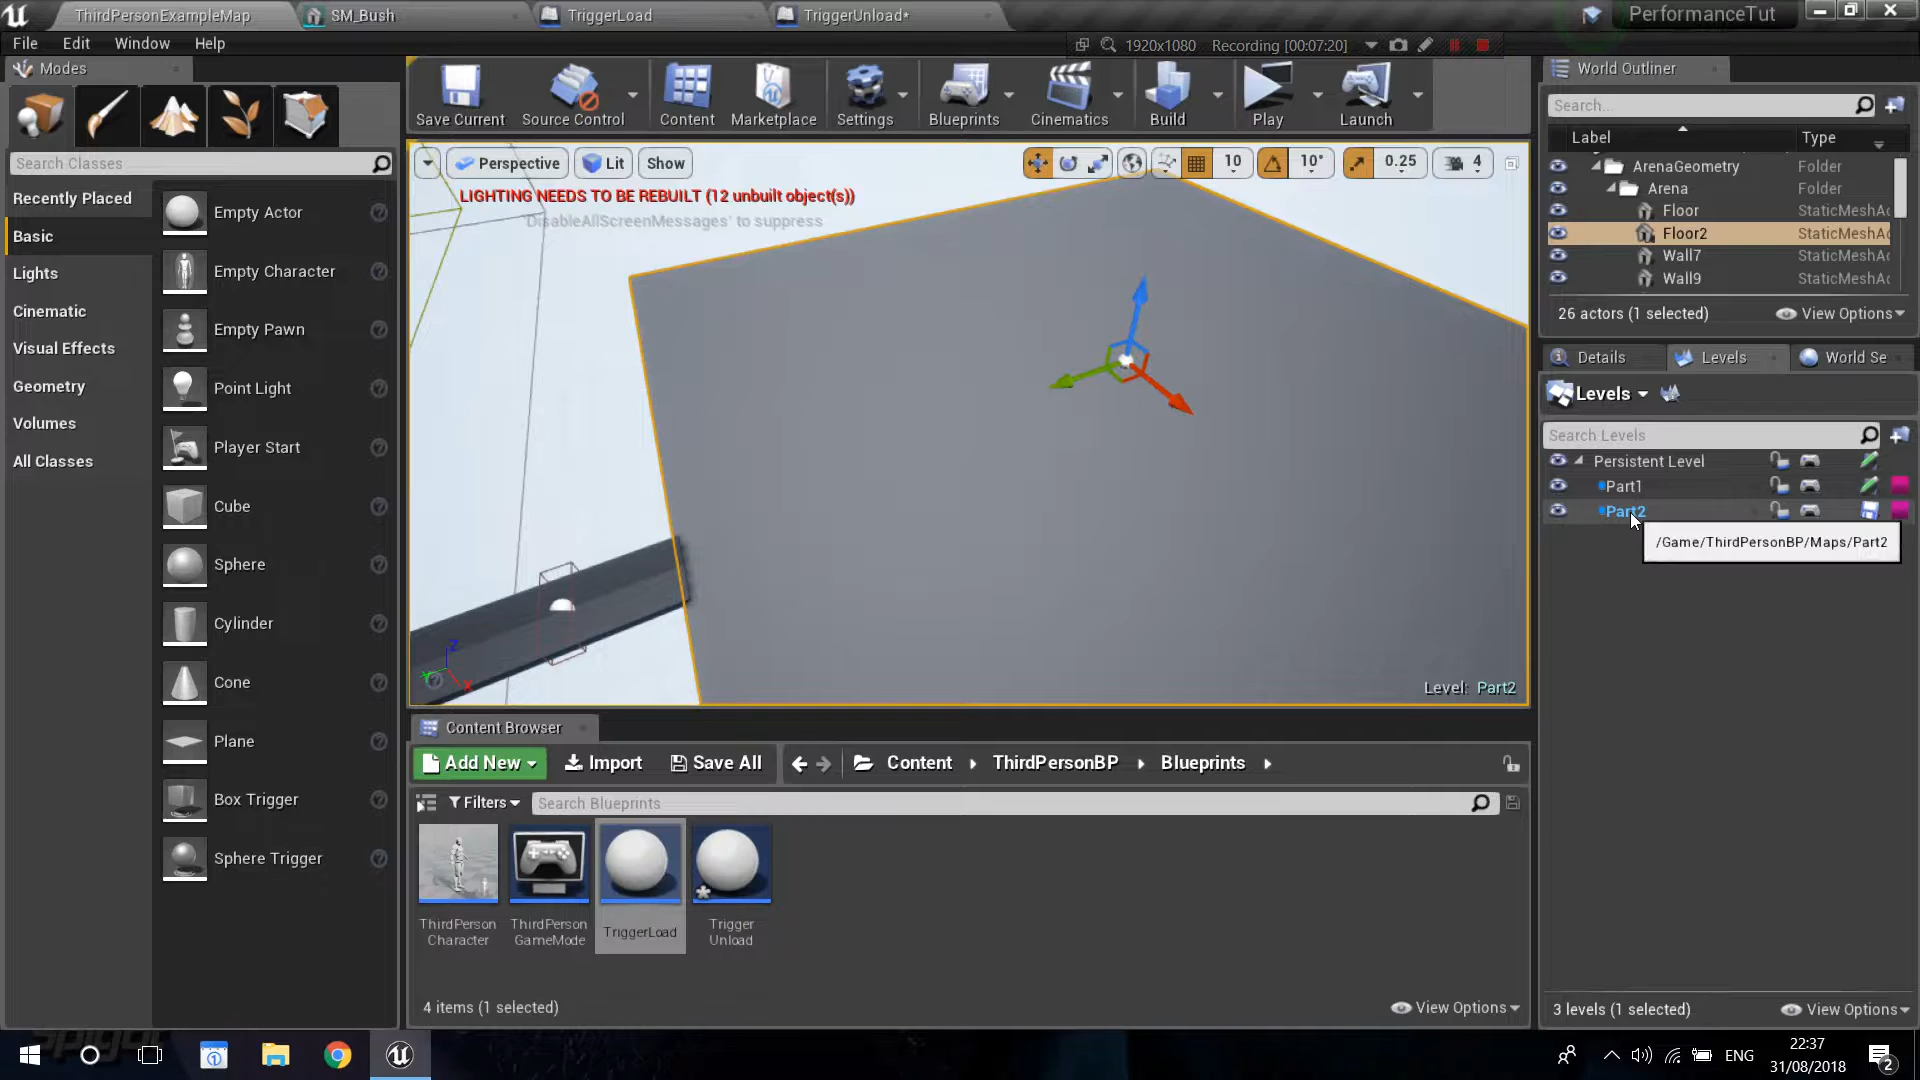 ThirdPersonExampleMap
SM_Bush
TriggerLoad
TriggerUnload*
PerformanceTut
File Edit Window Help
1920x1080 Recording [00:07:20]
Modes
Search Classes
Recently Placed
Basic
Lights
Cinematic
Visual Effects
Geometry
Volumes
All Classes
Empty Actor
Empty Character
Empty Pawn
Point Light
Player Start
Cube
Sphere
Cylinder
Cone
Plane
Box Trigger
Sphere Trigger
Save Current
Source Control
Content
Marketplace
Settings
Blueprints
Cinematics
Build
Play
Launch
Perspective Lit Show
10 10° 0.25 4
LIGHTING NEEDS TO BE REBUILT (12 unbuilt object(s))
'DisableAllScreenMessages' to suppress
Z
Y
X
Level: Part2
Content Browser
Add New Import Save All Content ThirdPersonBP Blueprints
Filters Search Blueprints
ThirdPerson
Character
ThirdPerson
GameMode
TriggerLoad
Trigger
Unload
4 items (1 selected)
View Options
World Outliner
Search...
Label Type
ArenaGeometry Folder
Arena Folder
Floor StaticMeshAc
Floor2 StaticMeshAc
Wall7 StaticMeshAc
Wall9 StaticMeshAc
26 actors (1 selected) View Options
Details Levels World Se
Levels
Search Levels
Persistent Level
Part1
Part2
/Game/ThirdPersonBP/Maps/Part2
3 levels (1 selected) View Options
ENG
22:37
31/08/2018
2